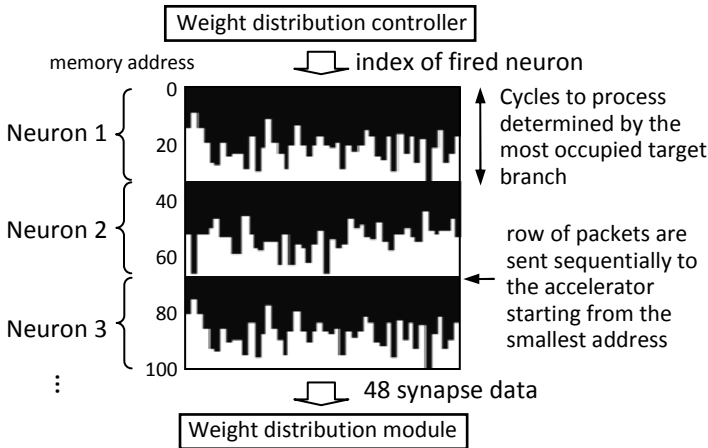 Weight distribution controller
memory address
index of fired neuron
0
20
40
60
80
100
Neuron 1
Neuron 2
Neuron 3
...
Cycles to process
determined by the
most occupied target
branch
row of packets are
sent sequentially to
the accelerator
starting from the
smallest address
48 synapse data
Weight distribution module